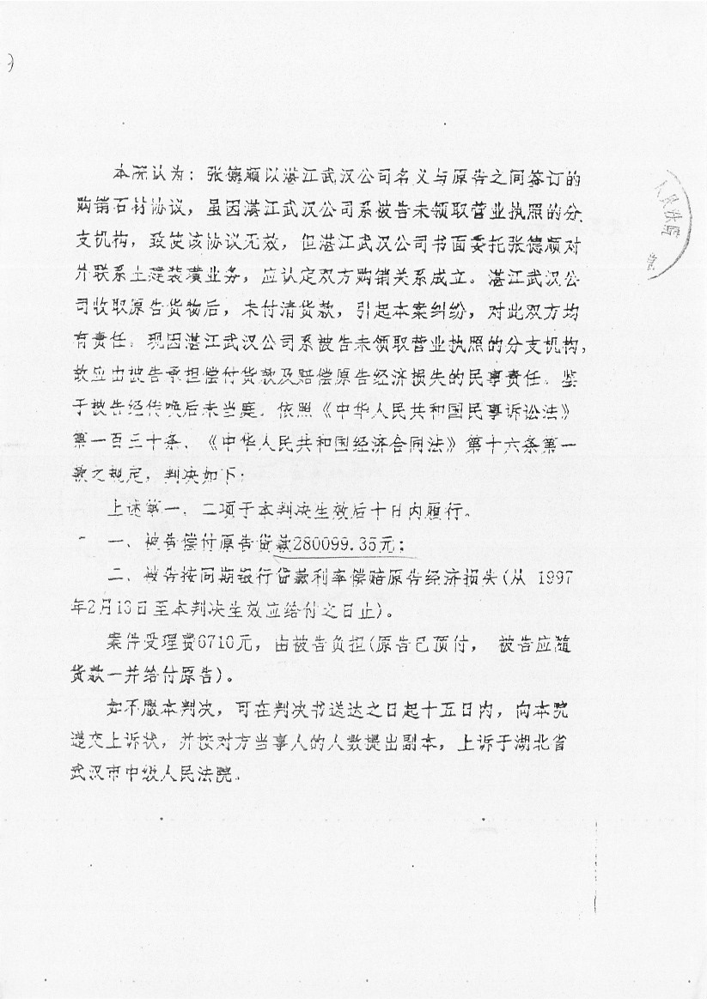 本院认为：张德顺以湛江武汉公司名义与原告之间签订的
购销石材协议，虽因湛江武汉公司系被告未领取营业执照的分
支机构，致使该协议无效，但湛江武汉公司书面委托张德顺对
外联系土建装璜业务，应认定双方购销关系成立。湛江武汉公
司收取原告货物后，未付清货款，引起本案纠纷，对此双方均
有责任。现因湛江武汉公司系被告未领取营业执照的分支机构，
故应由被告承担偿付货款及赔偿原告经济损失的民事责任。鉴
于被告经传唤后未当庭，依照《中华人民共和国民事诉讼法》
第一百三十条、《中华人民共和国经济合同法》第十六条第一
款之规定，判决如下：
上述第一、二项于本判决生效后十日内履行。
一、被告偿付原告货款280099.35元；
二、被告按同期银行贷款利率偿赔原告经济损失(从 1997
年2月13日至本判决生效应给付之日止)。
案件受理费6710元，由被告负担(原告已预付， 被告应随
货款一并给付原告)。
如不服本判决，可在判决书送达之日起十五日内，向本院
递交上诉状，并按对方当事人的人数提出副本，上诉于湖北省
武汉市中级人民法院。
人民法院